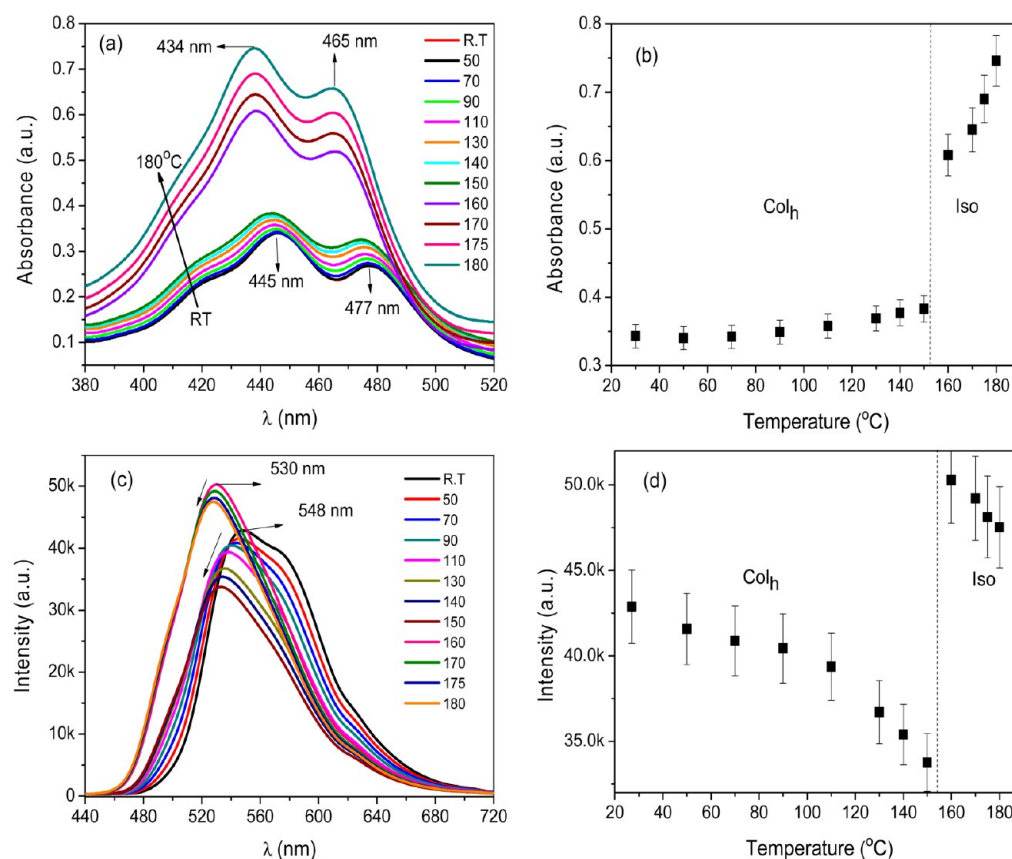 (a)
434 nm
465 nm
180°C
RT
445 nm
477 nm
R.T
50
70
90
110
130
140
150
160
170
175
180
Absorbance (a.u.)
0.8
0.7
0.6
0.5
0.4
0.3
0.2
0.1
380 400 420 440 460 480 500 520
λ (nm)
(b)
Colₕ
Iso
Absorbance (a.u.)
0.8
0.7
0.6
0.5
0.4
0.3
20 40 60 80 100 120 140 160 180
Temperature (°C)
(c)
530 nm
548 nm
R.T
50
70
90
110
130
140
150
160
170
175
180
Intensity (a.u.)
50k
40k
30k
20k
10k
0
440 480 520 560 600 640 680 720
λ (nm)
(d)
Colₕ
Iso
Intensity (a.u.)
50.0k
45.0k
40.0k
35.0k
20 40 60 80 100 120 140 160 180
Temperature (°C)